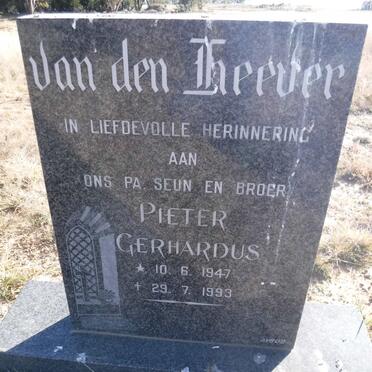 van den Heever
IN LIEFDEVOLLE HERINNERING
AAN
ONS PA, SEUN EN BROER
PIETER
GERHARDUS
* 10. 6. 1947
✝ 29. 7. 1993